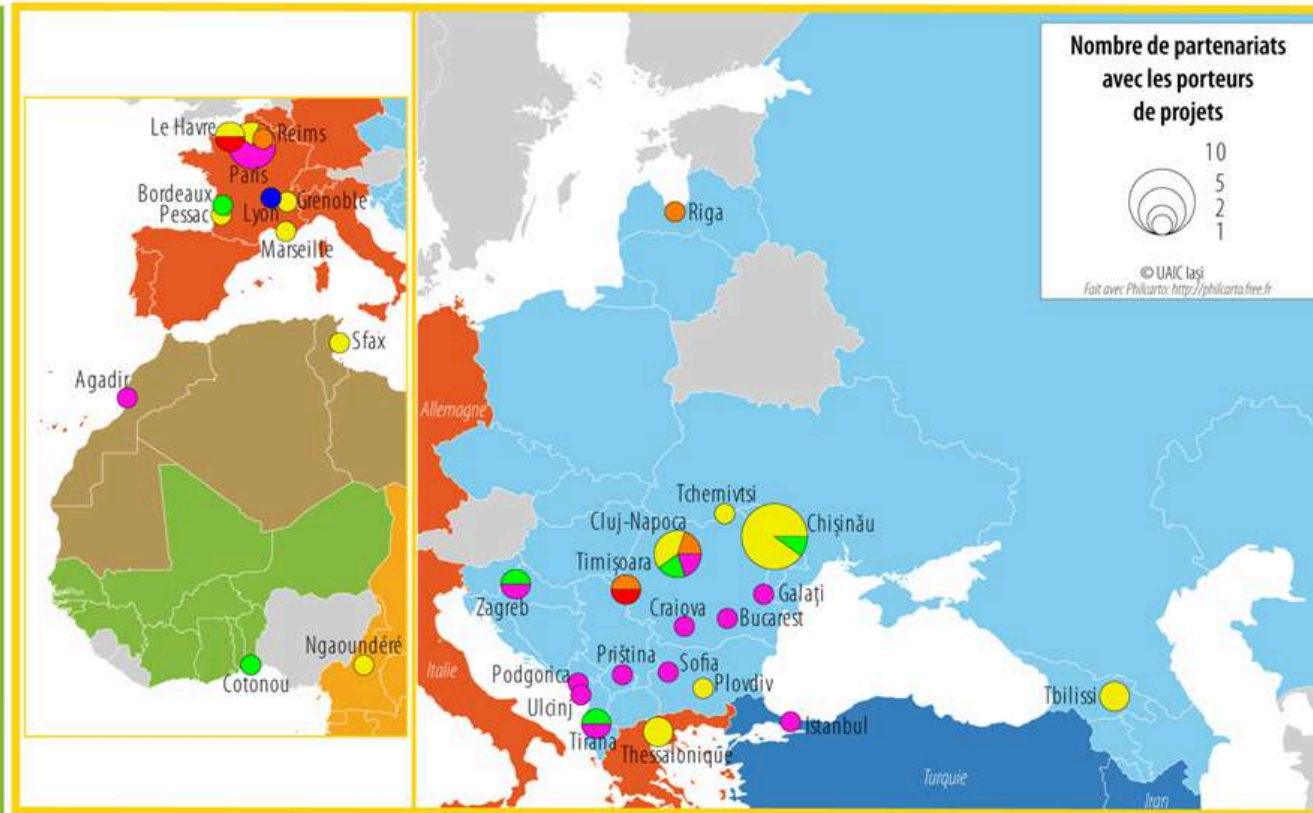 Le Havre
Reims
Paris
Bordeaux
Pessac
Lyon
Grenoble
Marseille
Sfax
Agadir
Ngaoundéré
Cotonou
Nombre de partenariats
avec les porteurs
de projets
10
5
2
1
© UAIC Iași
Fait avec Philcarto: http://philcarto.free.fr
Riga
Allemagne
Tchernivtsi
Cluj-Napoca
Chișinău
Timișoara
Zagreb
Craiova
Galați
Bucarest
Priština
Sofia
Podgorica
Plovdiv
Ulcinj
Tbilissi
Italie
Tirana
Istanbul
Thessalonique
Turquie
Iran